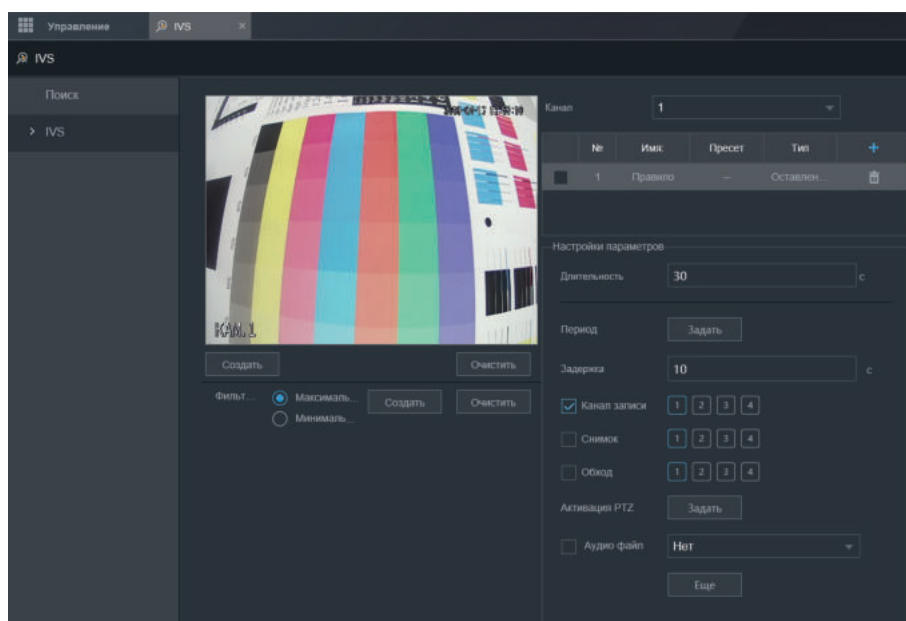 Управление IVS ×
IVS
Поиск
IVS
КАМ. 1
Создать Очистить
Фильт... Максималь... Создать Очистить
Минималь...
Канал 1
№ Имя: Пресет Тип +
1 Правило -- Оставлен...
Настройки параметров
Длительность 30 с
Период Задать
Задержка 10 с
Канал записи 1 2 3 4
Снимок 1 2 3 4
Обход 1 2 3 4
Активация PTZ Задать
Аудио файл Нет
Еще